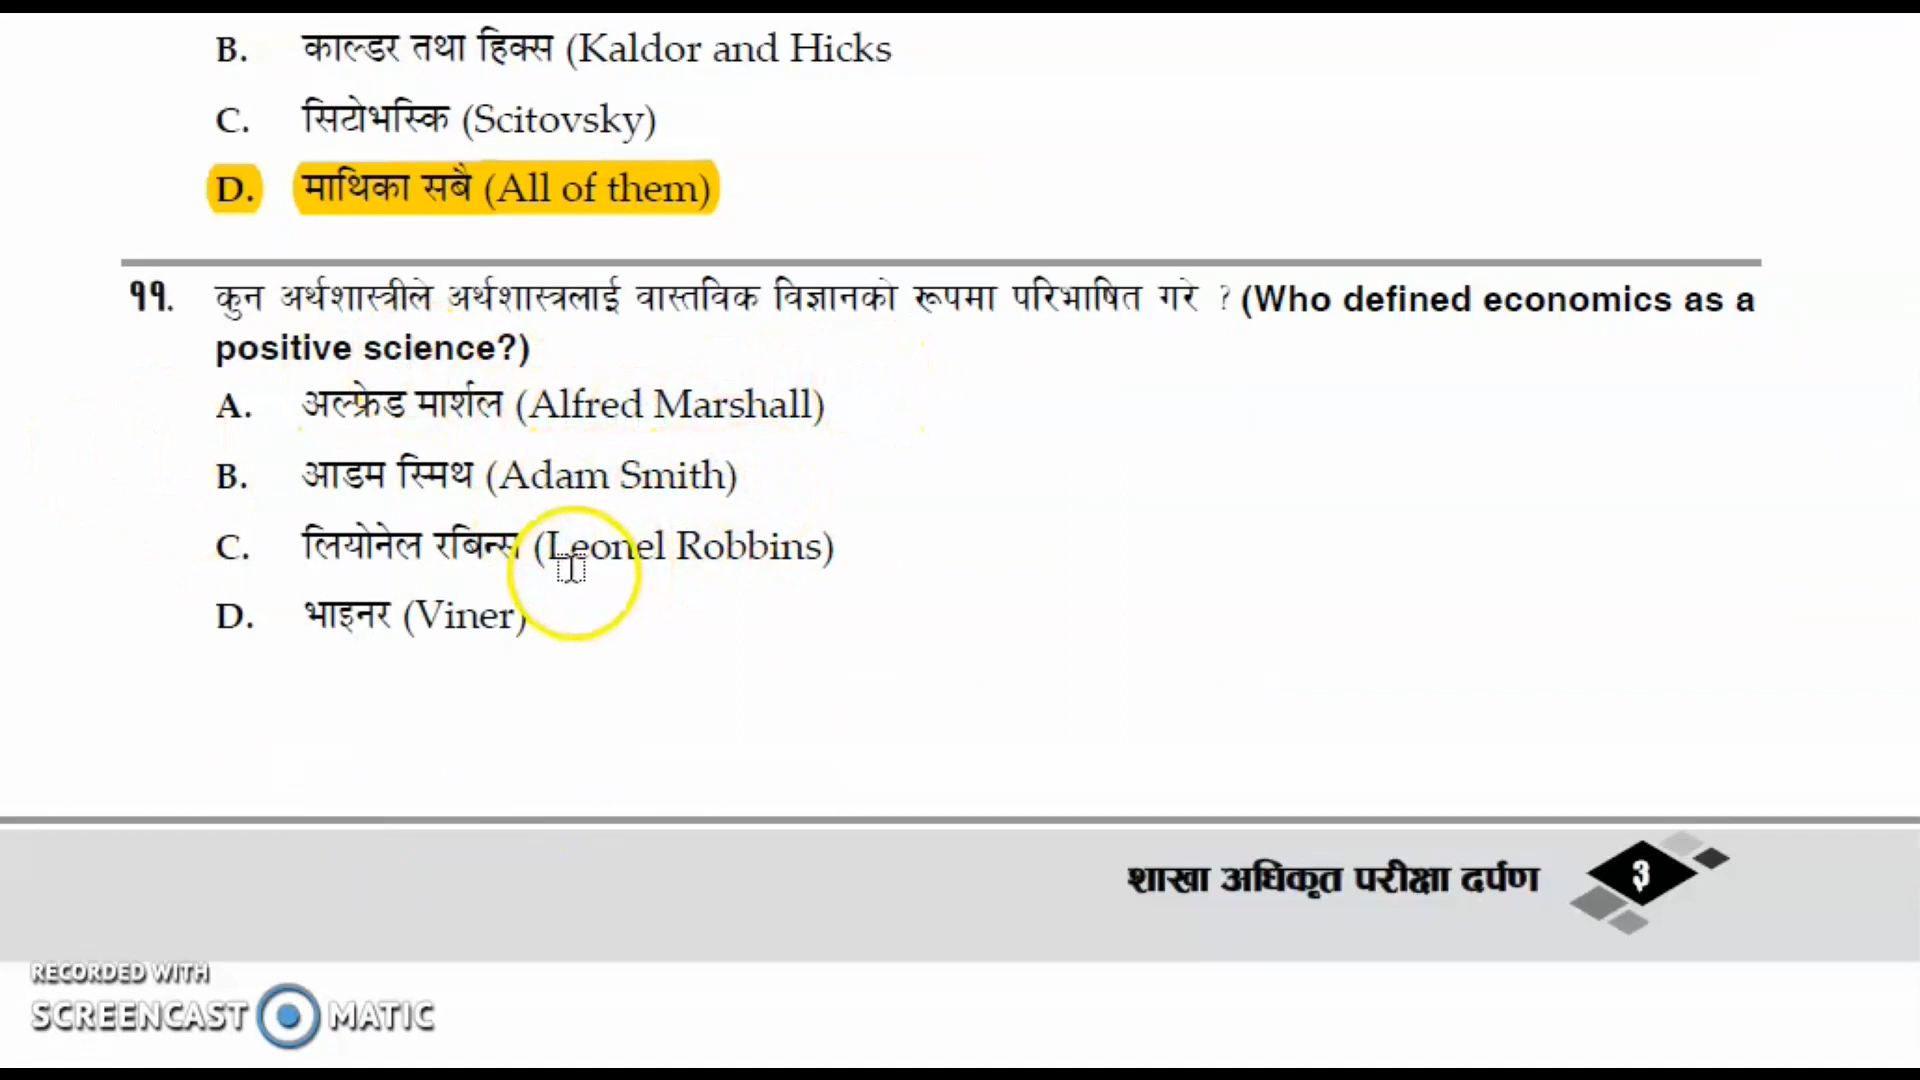 B. काल्डर तथा हिक्स (Kaldor and Hicks
C. सिटोभस्कि (Scitovsky)
D. माथिका सबै (All of them)
११. कुन अर्थशास्त्रीले अर्थशास्त्रलाई वास्तविक विज्ञानको रूपमा परिभाषित गरे ? (Who defined economics as a
positive science?)
A. अल्फ्रेड मार्शल (Alfred Marshall)
B. आडम स्मिथ (Adam Smith)
C. लियोनेल रबिन्स (Leonel Robbins)
D. भाइनर (Viner)
शाखा अधिकृत परीक्षा दर्पण ३
RECORDED WITH
SCREENCAST MATIC